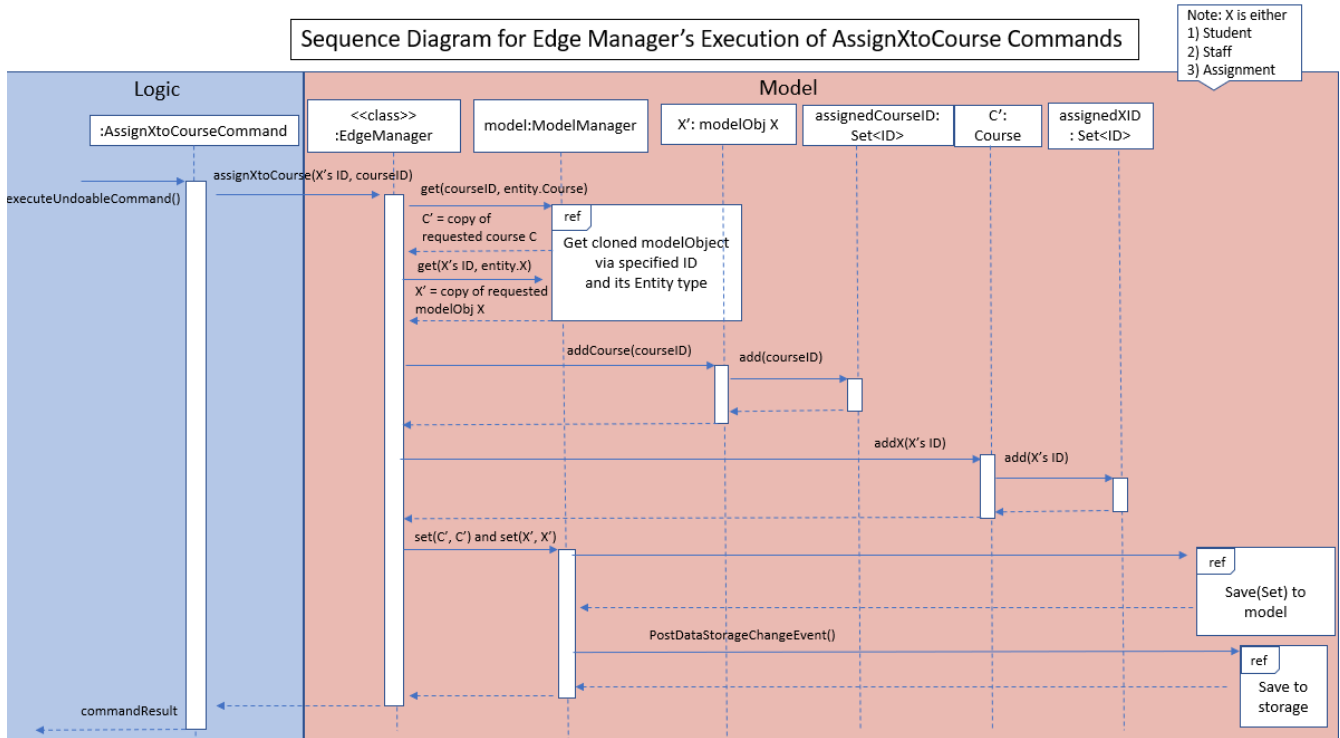 Sequence Diagram for Edge Manager's Execution of AssignXtoCourse Commands
Note: X is either
1) Student
2) Staff
3) Assignment
Logic
Model
:AssignXtoCourseCommand
<<class>>
:EdgeManager
model:ModelManager
X': modelObj X
assignedCourseID:
Set<ID>
C':
Course
assignedXID
: Set<ID>
executeUndoableCommand()
assignXtoCourse(X's ID, courseID)
get(courseID, entity.Course)
C' = copy of
requested course C
get(X's ID, entity.X)
X' = copy of requested
modelObj X
ref
Get cloned modelObject
via specified ID
and its Entity type
addCourse(courseID)
add(courseID)
addX(X's ID)
add(X's ID)
set(C', C') and set(X', X')
ref
Save(Set) to
model
PostDataStorageChangeEvent()
ref
Save to
storage
commandResult